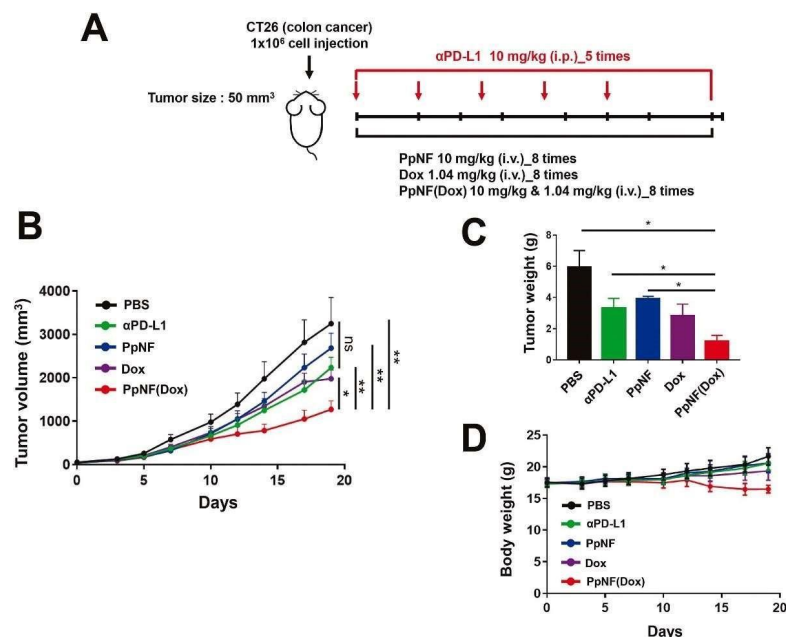 A
CT26 (colon cancer)
1x10⁶ cell injection
αPD-L1 10 mg/kg (i.p.)_5 times
Tumor size : 50 mm³
PpNF 10 mg/kg (i.v.)_8 times
Dox 1.04 mg/kg (i.v.)_8 times
PpNF(Dox) 10 mg/kg & 1.04 mg/kg (i.v.)_8 times
B
Tumor volume (mm³)
4000
3000
2000
1000
0
PBS
αPD-L1
PpNF
Dox
PpNF(Dox)
ns
*
**
**
**
0 5 10 15 20
Days
C
Tumor weight (g)
8
6
4
2
0
*
*
*
PBS
αPD-L1
PpNF
Dox
PpNF(Dox)
D
Body weight (g)
25
20
15
10
5
0
PBS
αPD-L1
PpNF
Dox
PpNF(Dox)
0 5 10 15 20
Days